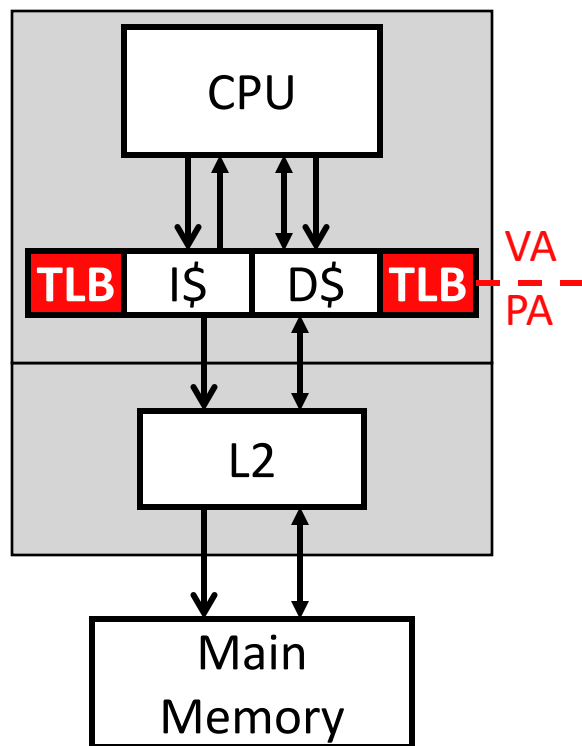 CPU
VA
TLB I$ D$ TLB
PA
L2
Main
Memory